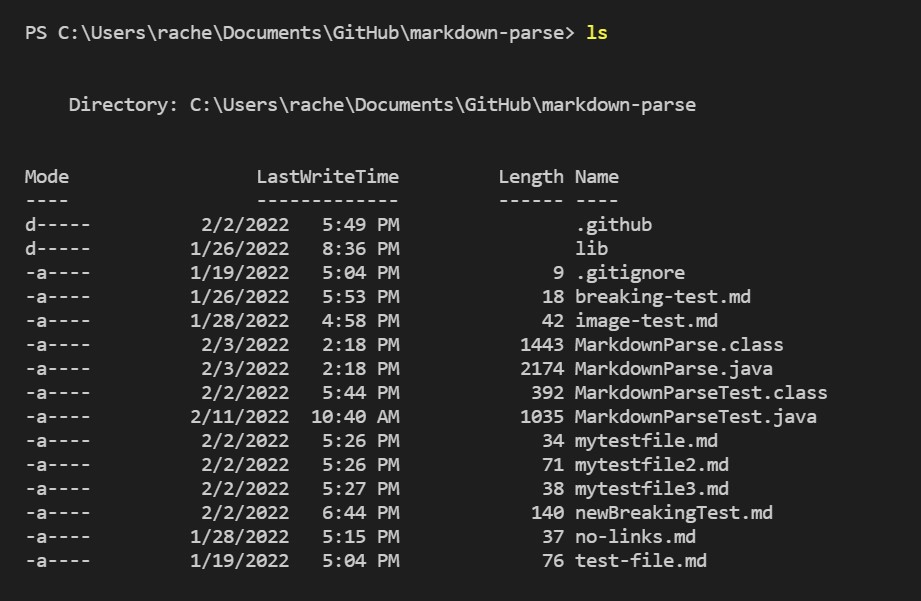 PS C:\Users\rache\Documents\GitHub\markdown-parse> ls
Directory: C:\Users\rache\Documents\GitHub\markdown-parse
Mode LastWriteTime Length Name
---- ------------- ------ ----
d----- 2/2/2022 5:49 PM .github
d----- 1/26/2022 8:36 PM lib
-a---- 1/19/2022 5:04 PM 9 .gitignore
-a---- 1/26/2022 5:53 PM 18 breaking-test.md
-a---- 1/28/2022 4:58 PM 42 image-test.md
-a---- 2/3/2022 2:18 PM 1443 MarkdownParse.class
-a---- 2/3/2022 2:18 PM 2174 MarkdownParse.java
-a---- 2/2/2022 5:44 PM 392 MarkdownParseTest.class
-a---- 2/11/2022 10:40 AM 1035 MarkdownParseTest.java
-a---- 2/2/2022 5:26 PM 34 mytestfile.md
-a---- 2/2/2022 5:26 PM 71 mytestfile2.md
-a---- 2/2/2022 5:27 PM 38 mytestfile3.md
-a---- 2/2/2022 6:44 PM 140 newBreakingTest.md
-a---- 1/28/2022 5:15 PM 37 no-links.md
-a---- 1/19/2022 5:04 PM 76 test-file.md